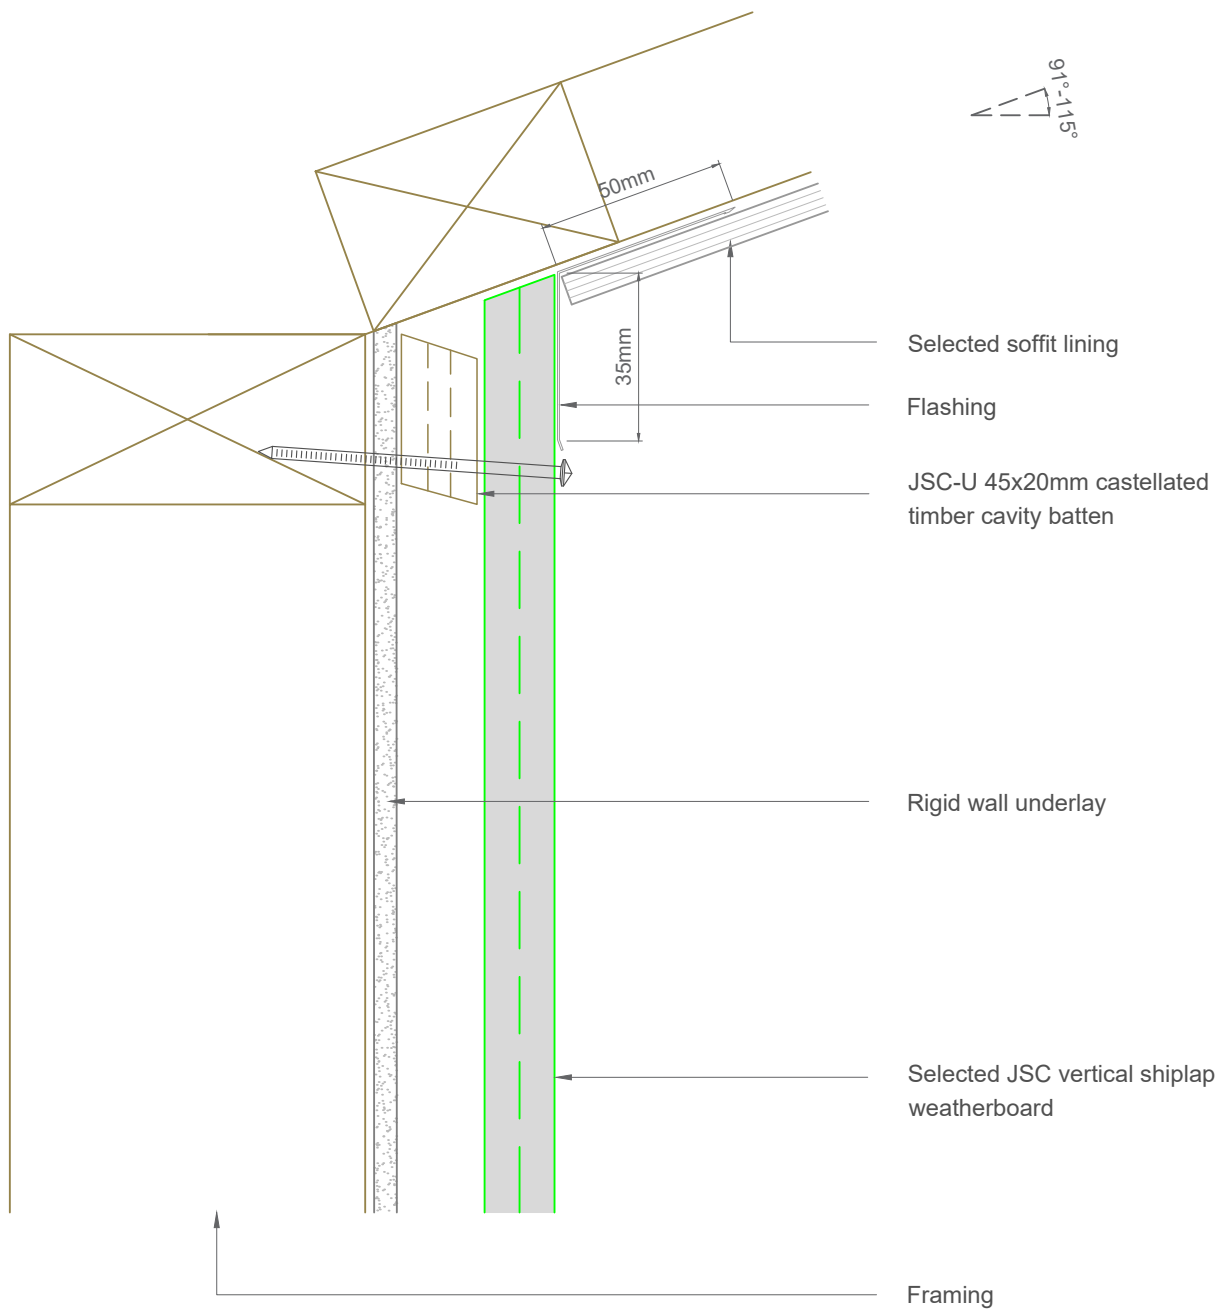 91°-115°
50mm
35mm
Selected soffit lining
Flashing
JSC-U 45x20mm castellated
timber cavity batten
Rigid wall underlay
Selected JSC vertical shiplap
weatherboard
Framing